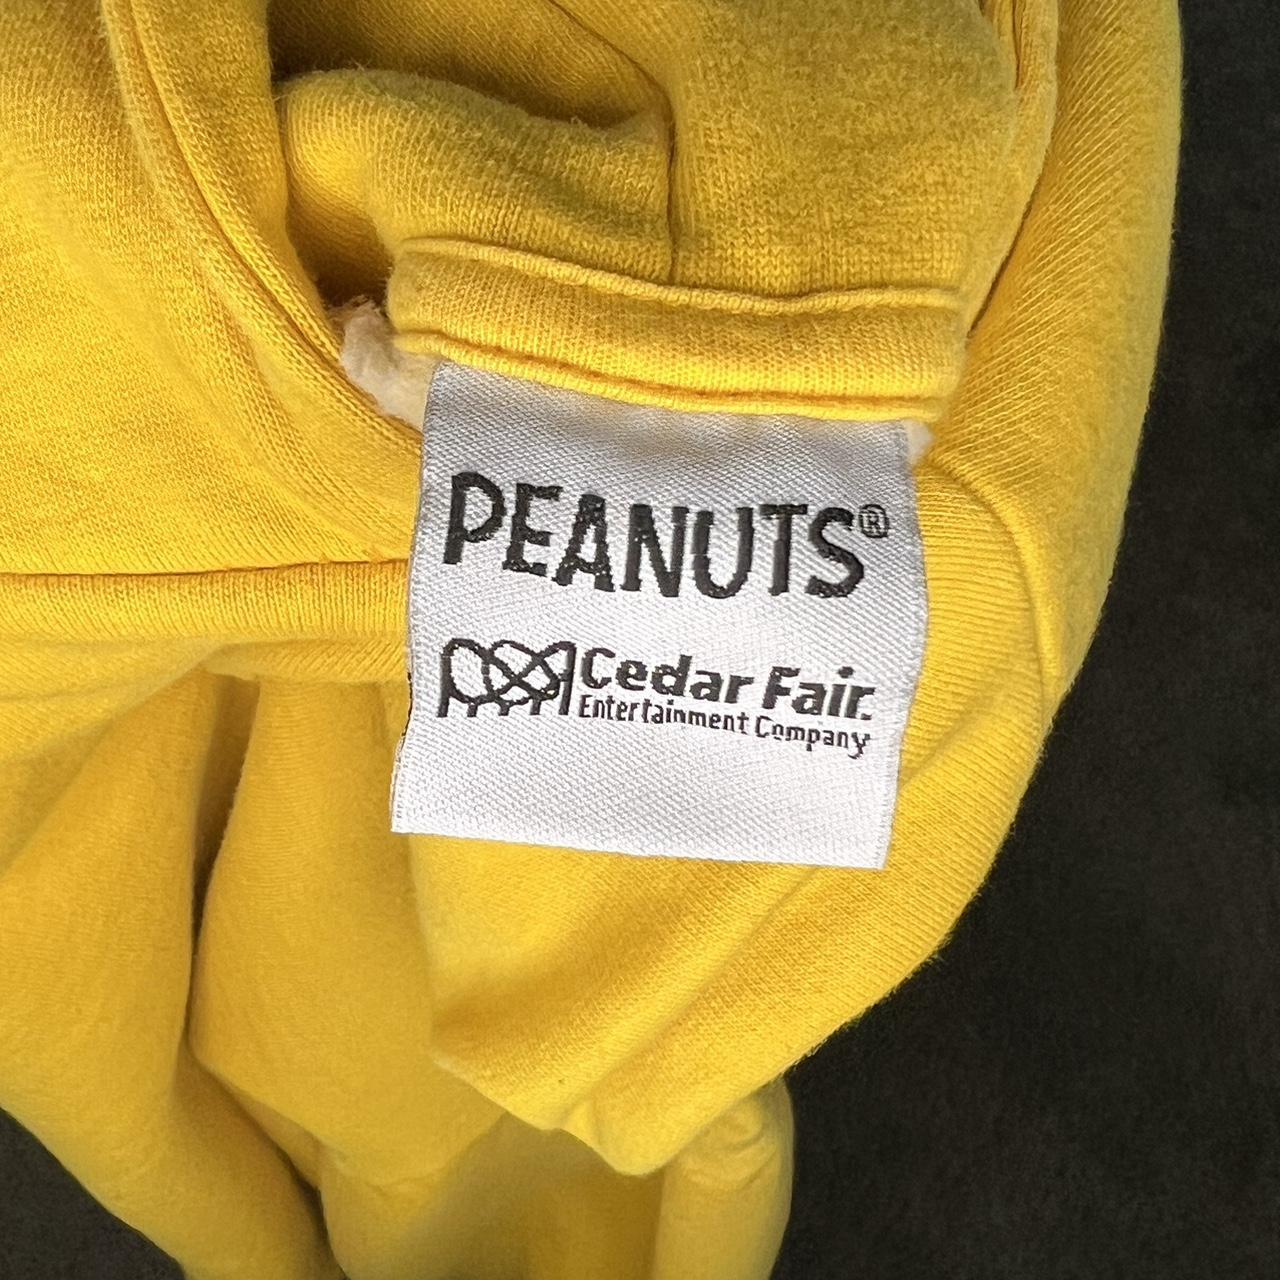 PEANUTS®
Cedar Fair.
Entertainment Company